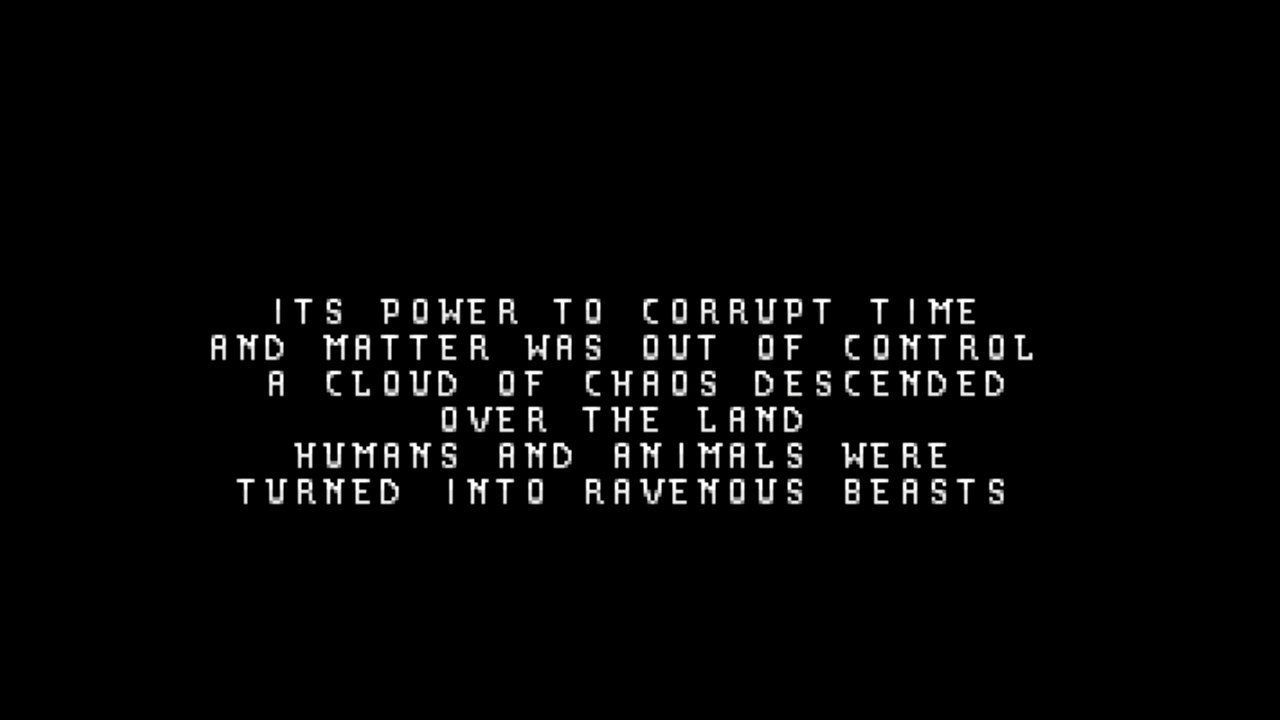 ITS POWER TO CORRUPT TIME
AND MATTER WAS OUT OF CONTROL
A CLOUD OF CHAOS DESCENDED
OVER THE LAND
HUMANS AND ANIMALS WERE
TURNED INTO RAVENOUS BEASTS